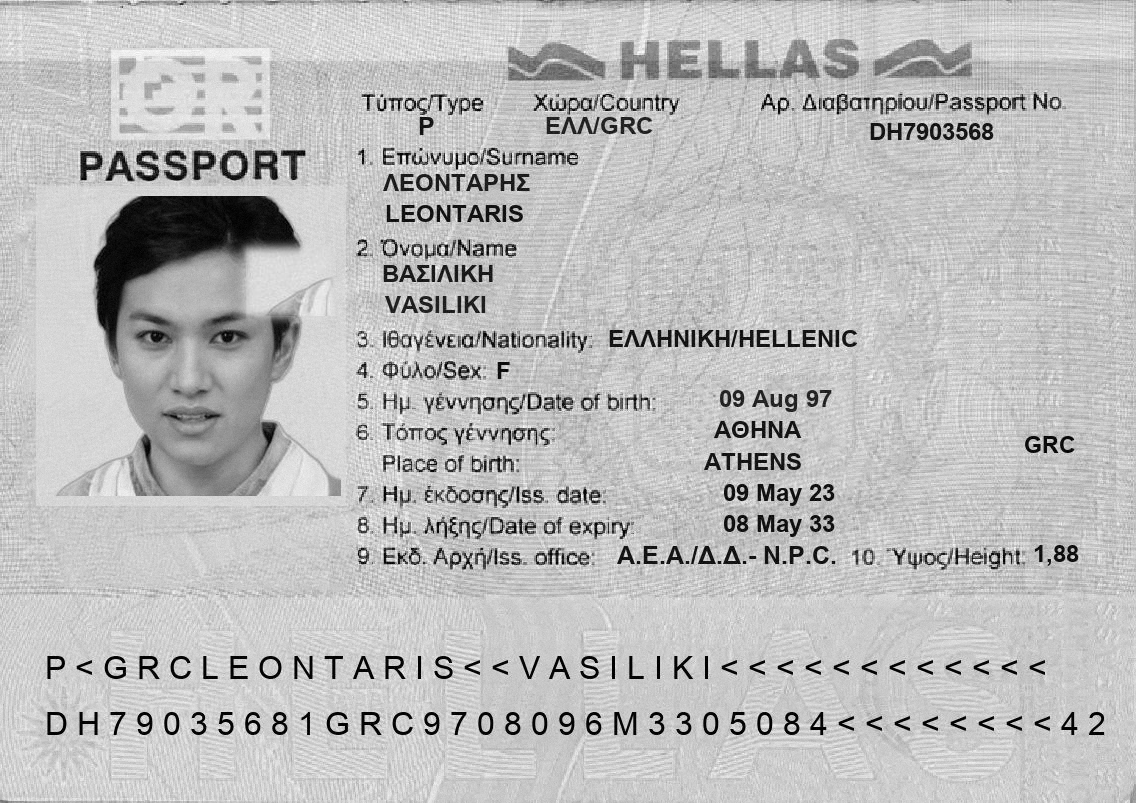 GR
PASSPORT
HELLAS
Τύπος/Type Χώρα/Country Αρ. Διαβατηρίου/Passport No.
P ΕΛΛ/GRC DH7903568
1. Επώνυμο/Surname
ΛΕΟΝΤΑΡΗΣ
LEONTARIS
2. Όνομα/Name
ΒΑΣΙΛΙΚΗ
VASILIKI
3. Ιθαγένεια/Nationality: ΕΛΛΗΝΙΚΗ/HELLENIC
4. Φύλο/Sex: F
5. Ημ. γέννησης/Date of birth: 09 Aug 97
6. Τόπος γέννησης: ΑΘΗΝΑ
GRC
Place of birth: ATHENS
7. Ημ. έκδοσης/Iss. date: 09 May 23
8. Ημ. λήξης/Date of expiry: 08 May 33
9. Εκδ. Αρχή/Iss. office: Α.Ε.Α./Δ.Δ.- N.P.C. 10. Ύψος/Height: 1,88
HELLAS
P<GRCLEONTARIS<<VASILIKI<<<<<<<<<<<<
DH79035681GRC9708096M3305084<<<<<<<<42